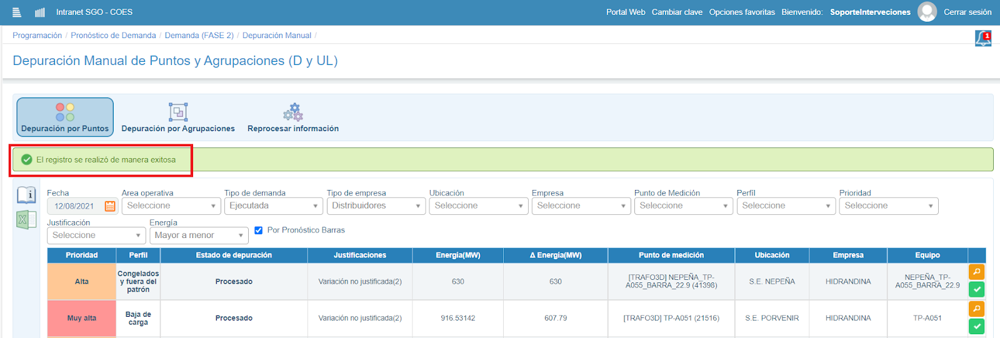 Intranet SGO - COES Portal Web Cambiar clave Opciones favoritas Bienvenido: SoporteInterveciones Cerrar sesión
Programación / Pronóstico de Demanda / Demanda (FASE 2) / Depuración Manual /
1
Depuración Manual de Puntos y Agrupaciones (D y UL)
Depuración por Puntos Depuración por Agrupaciones Reprocesar información
El registro se realizó de manera exitosa
Fecha Area operativa Tipo de demanda Tipo de empresa Ubicación Empresa Punto de Medición Perfíl Prioridad
12/08/2021 Seleccione Ejecutada Distribuidores Seleccione Seleccione Seleccione Seleccione Seleccione
Justificación Energía
Seleccione Mayor a menor Por Pronóstico Barras
Prioridad Perfil Estado de depuración Justificaciones Energía(MW) Δ Energía(MW) Punto de medición Ubicación Empresa Equipo
Alta Congelados y fuera del patrón Procesado Variación no justificada(2) 630 630 [TRAFO3D] NEPEÑA_TP-A055_BARRA_22.9 (41398) S.E. NEPEÑA HIDRANDINA NEPEÑA_TP-A055_BARRA_22.9
Muy alta Baja de carga Procesado Variación no justificada(2) 916.53142 607.79 [TRAFO3D] TP-A051 (21516) S.E. PORVENIR HIDRANDINA TP-A051